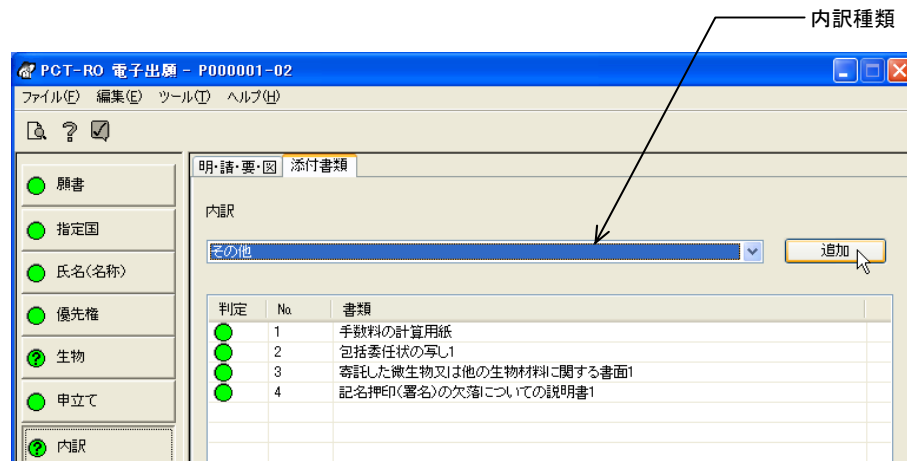 内訳種類
PCT-RO 電子出願 - P000001-02
ファイル(F) 編集(E) ツール(T) ヘルプ(H)
明・請・要・図 添付書類
願書
内訳
指定国
その他 追加
氏名(名称)
判定 No. 書類
優先権
1 手数料の計算用紙
2 包括委任状の写し1
生物
3 寄託した微生物又は他の生物材料に関する書面1
4 記名押印(署名)の欠落についての説明書1
申立て
内訳